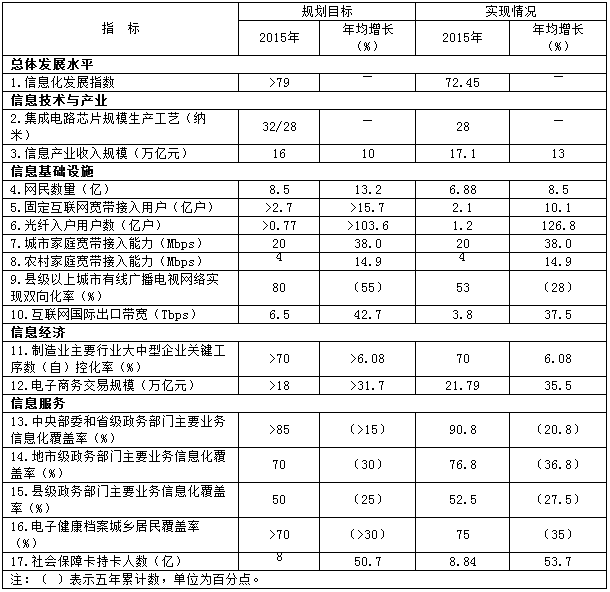 指 标 规划目标 实现情况
2015年 年均增长（%） 2015年 年均增长（%）
总体发展水平
1.信息化发展指数 >79 — 72.45 —
信息技术与产业
2.集成电路芯片规模生产工艺（纳
米） 32/28 — 28 —
3.信息产业收入规模（万亿元） 16 10 17.1 13
信息基础设施
4.网民数量（亿） 8.5 13.2 6.88 8.5
5.固定互联网宽带接入用户（亿户） >2.7 >15.7 2.1 10.1
6.光纤入户用户数（亿户） >0.77 >103.6 1.2 126.8
7.城市家庭宽带接入能力（Mbps） 20 38.0 20 38.0
8.农村家庭宽带接入能力（Mbps） 4 14.9 4 14.9
9.县级以上城市有线广播电视网络实
现双向化率（%） 80 （55） 53 （28）
10.互联网国际出口带宽（Tbps） 6.5 42.7 3.8 37.5
信息经济
11.制造业主要行业大中型企业关键工
序数（自）控化率（%） >70 >6.08 70 6.08
12.电子商务交易规模（万亿元） >18 >31.7 21.79 35.5
信息服务
13.中央部委和省级政务部门主要业务
信息化覆盖率（%） >85 （>15） 90.8 （20.8）
14.地市级政务部门主要业务信息化覆
盖率（%） 70 （30） 76.8 （36.8）
15.县级政务部门主要业务信息化覆盖
率（%） 50 （25） 52.5 （27.5）
16.电子健康档案城乡居民覆盖率
（%） >70 （>30） 75 （35）
17.社会保障卡持卡人数（亿） 8 50.7 8.84 53.7
注：（ ）表示五年累计数，单位为百分点。